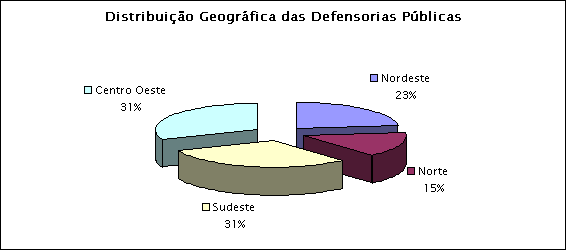 Distribuição Geográfica das Defensorias Públicas
Nordeste
23%
Centro Oeste
31%
Norte
15%
Sudeste
31%